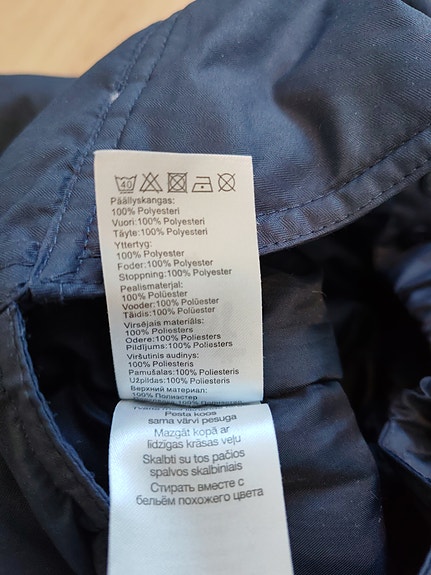 40
Päällyskangas:
100% Polyesteri
Vuori:100% Polyesteri
Täyte:100% Polyesteri
Yttertyg:
100% Polyester
Foder:100% Polyester
Stoppning:100% Polyester
Pealismaterjal:
100% Polüester
Vooder:100% Polüester
Täidis:100% Polüester
Virsējais materiāls:
100% Poliesters
Odere:100% Poliesters
Pildījums:100% Poliesters
Viršutinis audinys:
100% Poliesteris
Pamušalas:100% Poliesteris
Užpildas:100% Poliesteris
Верхний материал:
100% Полиэстер
Pesta koos
sama värvi pesuga
Mazgāt kopā ar
līdzīgas krāsas veļu
Skalbti su tos pačios
spalvos skalbiniais
Стирать вместе с
бельём похожего цвета